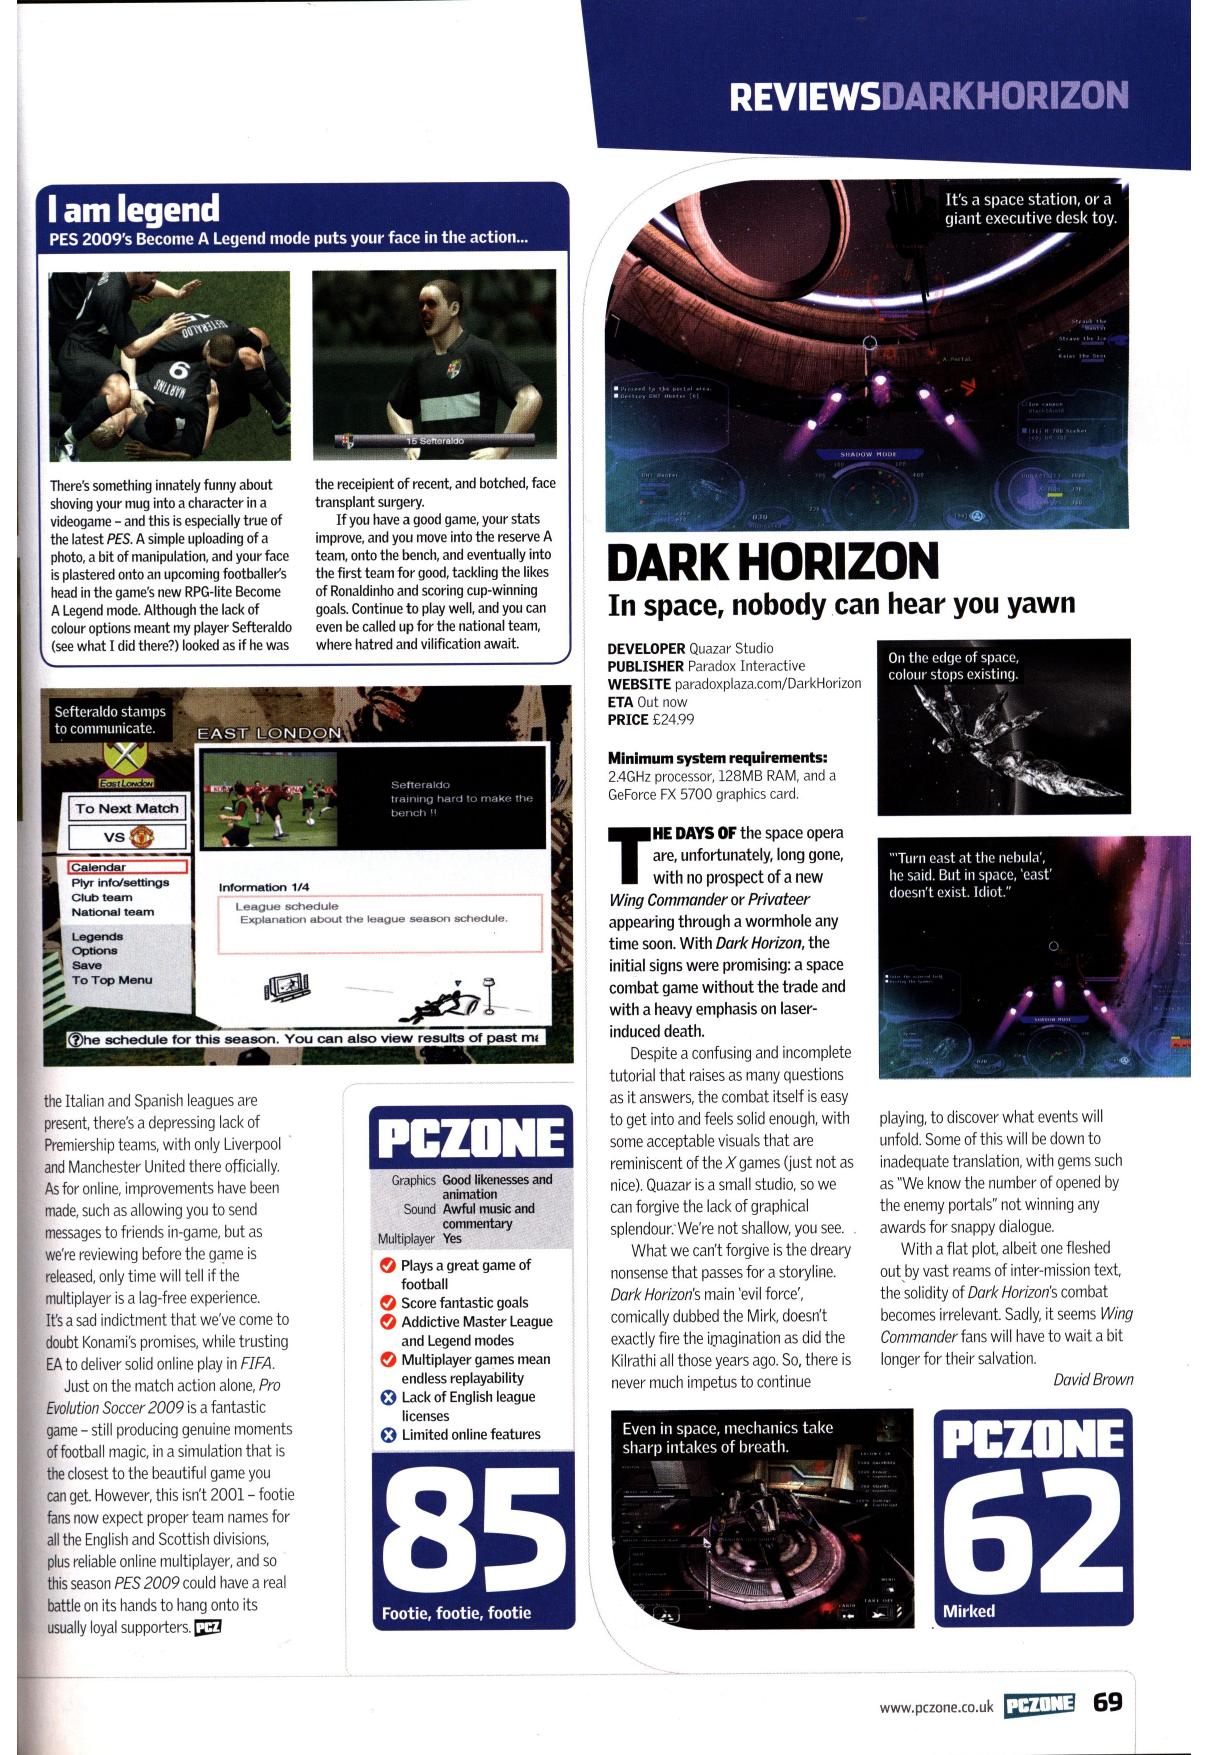 REVIEWSDARKHORIZON
I am legend
PES 2009's Become A Legend mode puts your face in the action...
SEFTERALDO
9
MARTINS
15 Sefteraldo
There's something innately funny about
shoving your mug into a character in a
videogame – and this is especially true of
the latest PES. A simple uploading of a
photo, a bit of manipulation, and your face
is plastered onto an upcoming footballer's
head in the game's new RPG-lite Become
A Legend mode. Although the lack of
colour options meant my player Sefteraldo
(see what I did there?) looked as if he was
the receipient of recent, and botched, face
transplant surgery.
If you have a good game, your stats
improve, and you move into the reserve A
team, onto the bench, and eventually into
the first team for good, tackling the likes
of Ronaldinho and scoring cup-winning
goals. Continue to play well, and you can
even be called up for the national team,
where hatred and vilification await.
Sefteraldo stamps
to communicate.
EAST LONDON
East London
To Next Match
VS
Calendar
Plyr info/settings
Club team
National team
Legends
Options
Save
To Top Menu
Sefteraldo
training hard to make the
bench !!
Information 1/4
League schedule
Explanation about the league season schedule.
he schedule for this season. You can also view results of past ma
the Italian and Spanish leagues are
present, there's a depressing lack of
Premiership teams, with only Liverpool
and Manchester United there officially.
As for online, improvements have been
made, such as allowing you to send
messages to friends in-game, but as
we're reviewing before the game is
released, only time will tell if the
multiplayer is a lag-free experience.
It's a sad indictment that we've come to
doubt Konami's promises, while trusting
EA to deliver solid online play in FIFA.
Just on the match action alone, Pro
Evolution Soccer 2009 is a fantastic
game – still producing genuine moments
of football magic, in a simulation that is
the closest to the beautiful game you
can get. However, this isn't 2001 – footie
fans now expect proper team names for
all the English and Scottish divisions,
plus reliable online multiplayer, and so
this season PES 2009 could have a real
battle on its hands to hang onto its
usually loyal supporters. PCZ
PCZONE
Graphics Good likenesses and
animation
Sound Awful music and
commentary
Multiplayer Yes
Plays a great game of
football
Score fantastic goals
Addictive Master League
and Legend modes
Multiplayer games mean
endless replayability
Lack of English league
licenses
Limited online features
85
Footie, footie, footie
It's a space station, or a
giant executive desk toy.
A Portal
Proceed to the portal area.
SHADOW MODE
DARK HORIZON
In space, nobody can hear you yawn
DEVELOPER Quazar Studio
PUBLISHER Paradox Interactive
WEBSITE paradoxplaza.com/DarkHorizon
ETA Out now
PRICE £24.99
Minimum system requirements:
2.4GHz processor, 128MB RAM, and a
GeForce FX 5700 graphics card.
THE DAYS OF the space opera
are, unfortunately, long gone,
with no prospect of a new
Wing Commander or Privateer
appearing through a wormhole any
time soon. With Dark Horizon, the
initial signs were promising: a space
combat game without the trade and
with a heavy emphasis on laser-
induced death.
Despite a confusing and incomplete
tutorial that raises as many questions
as it answers, the combat itself is easy
to get into and feels solid enough, with
some acceptable visuals that are
reminiscent of the X games (just not as
nice). Quazar is a small studio, so we
can forgive the lack of graphical
splendour. We're not shallow, you see.
What we can't forgive is the dreary
nonsense that passes for a storyline.
Dark Horizon's main 'evil force',
comically dubbed the Mirk, doesn't
exactly fire the imagination as did the
Kilrathi all those years ago. So, there is
never much impetus to continue
On the edge of space,
colour stops existing.
"'Turn east at the nebula',
he said. But in space, 'east'
doesn't exist. Idiot."
SHADOW MODE
playing, to discover what events will
unfold. Some of this will be down to
inadequate translation, with gems such
as "We know the number of opened by
the enemy portals" not winning any
awards for snappy dialogue.
With a flat plot, albeit one fleshed
out by vast reams of inter-mission text,
the solidity of Dark Horizon's combat
becomes irrelevant. Sadly, it seems Wing
Commander fans will have to wait a bit
longer for their salvation.
David Brown
Even in space, mechanics take
sharp intakes of breath.
PCZONE
62
Mirked
www.pczone.co.uk PCZONE 69